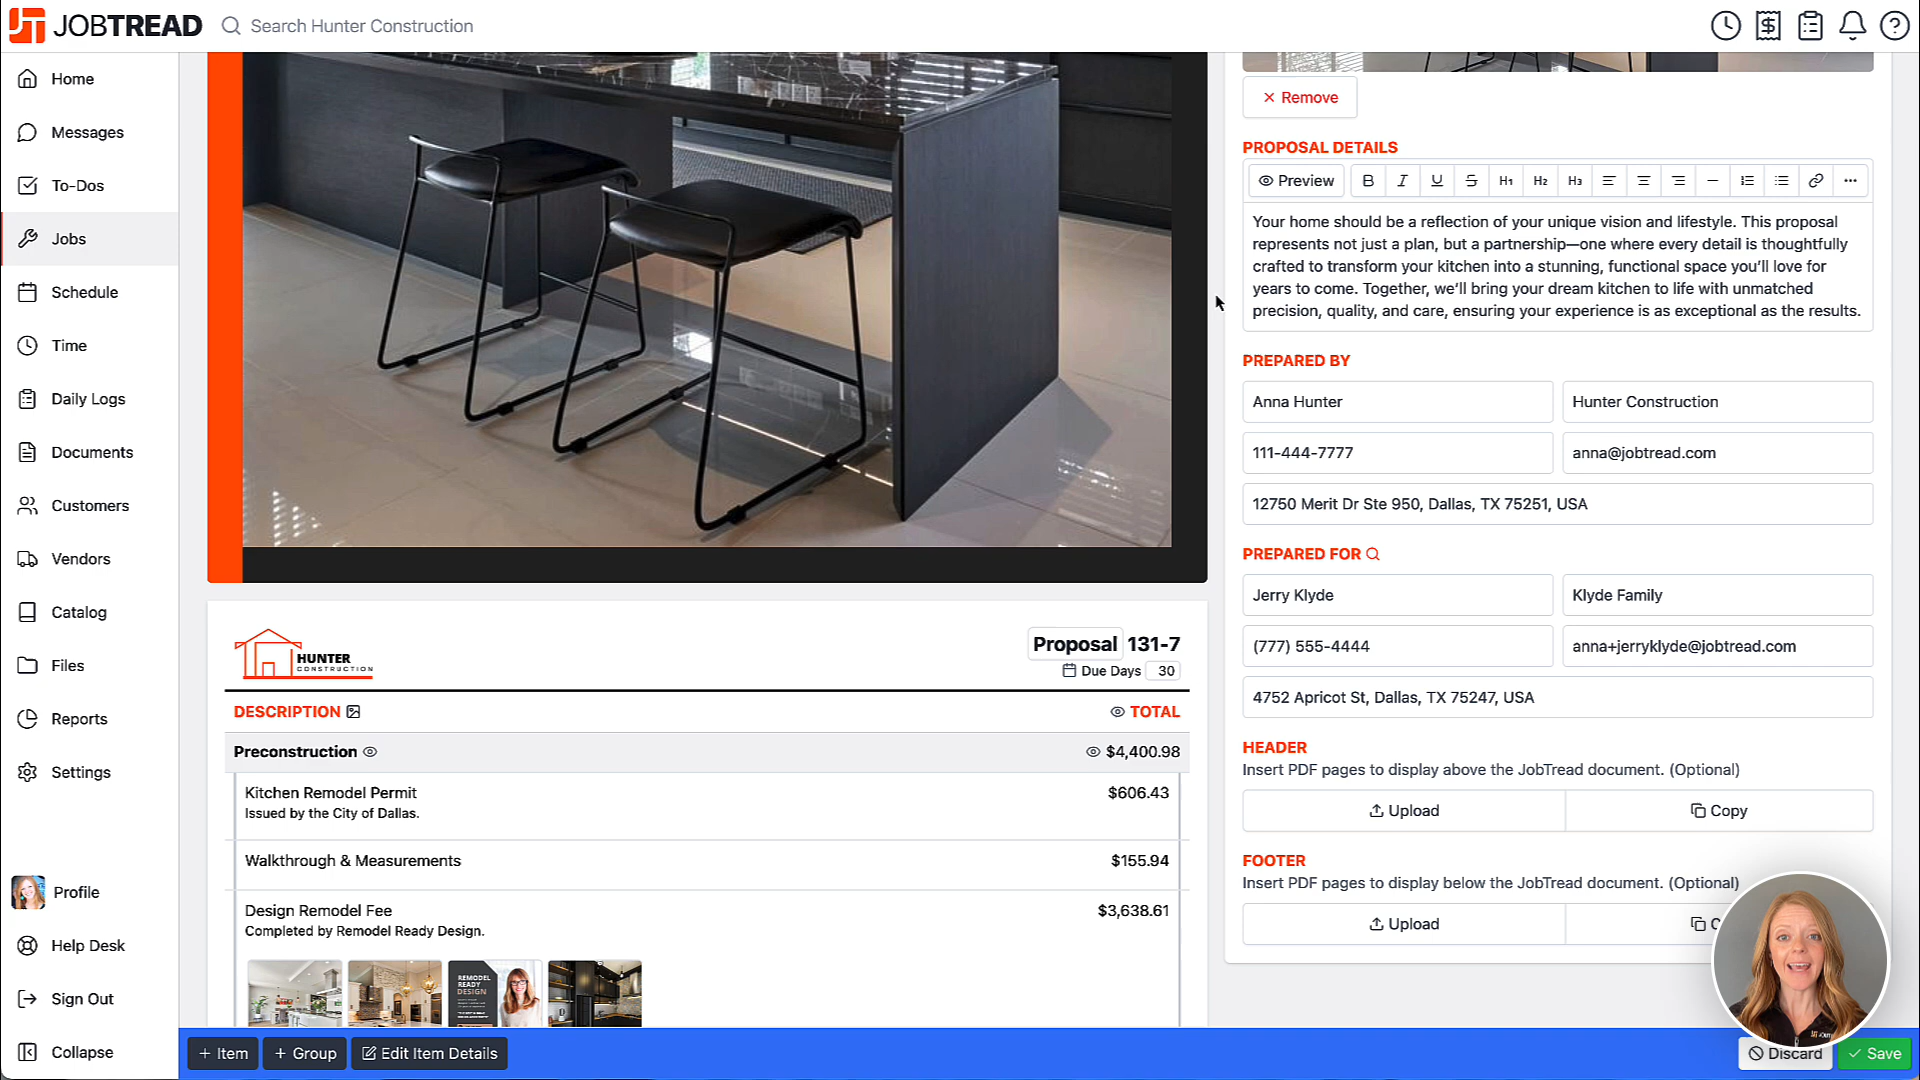 JOBTREAD
Search Hunter Construction
Home
Messages
To-Dos
Jobs
Schedule
Time
Daily Logs
Documents
Customers
Vendors
Catalog
Files
Reports
Settings
Profile
Help Desk
Sign Out
Collapse
HUNTER
CONSTRUCTION
Proposal 131-7
Due Days 30
DESCRIPTION TOTAL
Preconstruction $4,400.98
Kitchen Remodel Permit $606.43
Issued by the City of Dallas.
Walkthrough & Measurements $155.94
Design Remodel Fee $3,638.61
Completed by Remodel Ready Design.
REMODEL
READY
DESIGN
+ Item + Group Edit Item Details
Remove
PROPOSAL DETAILS
Preview B I U S H1 H2 H3
Your home should be a reflection of your unique vision and lifestyle. This proposal
represents not just a plan, but a partnership—one where every detail is thoughtfully
crafted to transform your kitchen into a stunning, functional space you'll love for
years to come. Together, we'll bring your dream kitchen to life with unmatched
precision, quality, and care, ensuring your experience is as exceptional as the results.
PREPARED BY
Anna Hunter Hunter Construction
111-444-7777 anna@jobtread.com
12750 Merit Dr Ste 950, Dallas, TX 75251, USA
PREPARED FOR
Jerry Klyde Klyde Family
(777) 555-4444 anna+jerryklyde@jobtread.com
4752 Apricot St, Dallas, TX 75247, USA
HEADER
Insert PDF pages to display above the JobTread document. (Optional)
Upload Copy
FOOTER
Insert PDF pages to display below the JobTread document. (Optional)
Upload
Discard Save